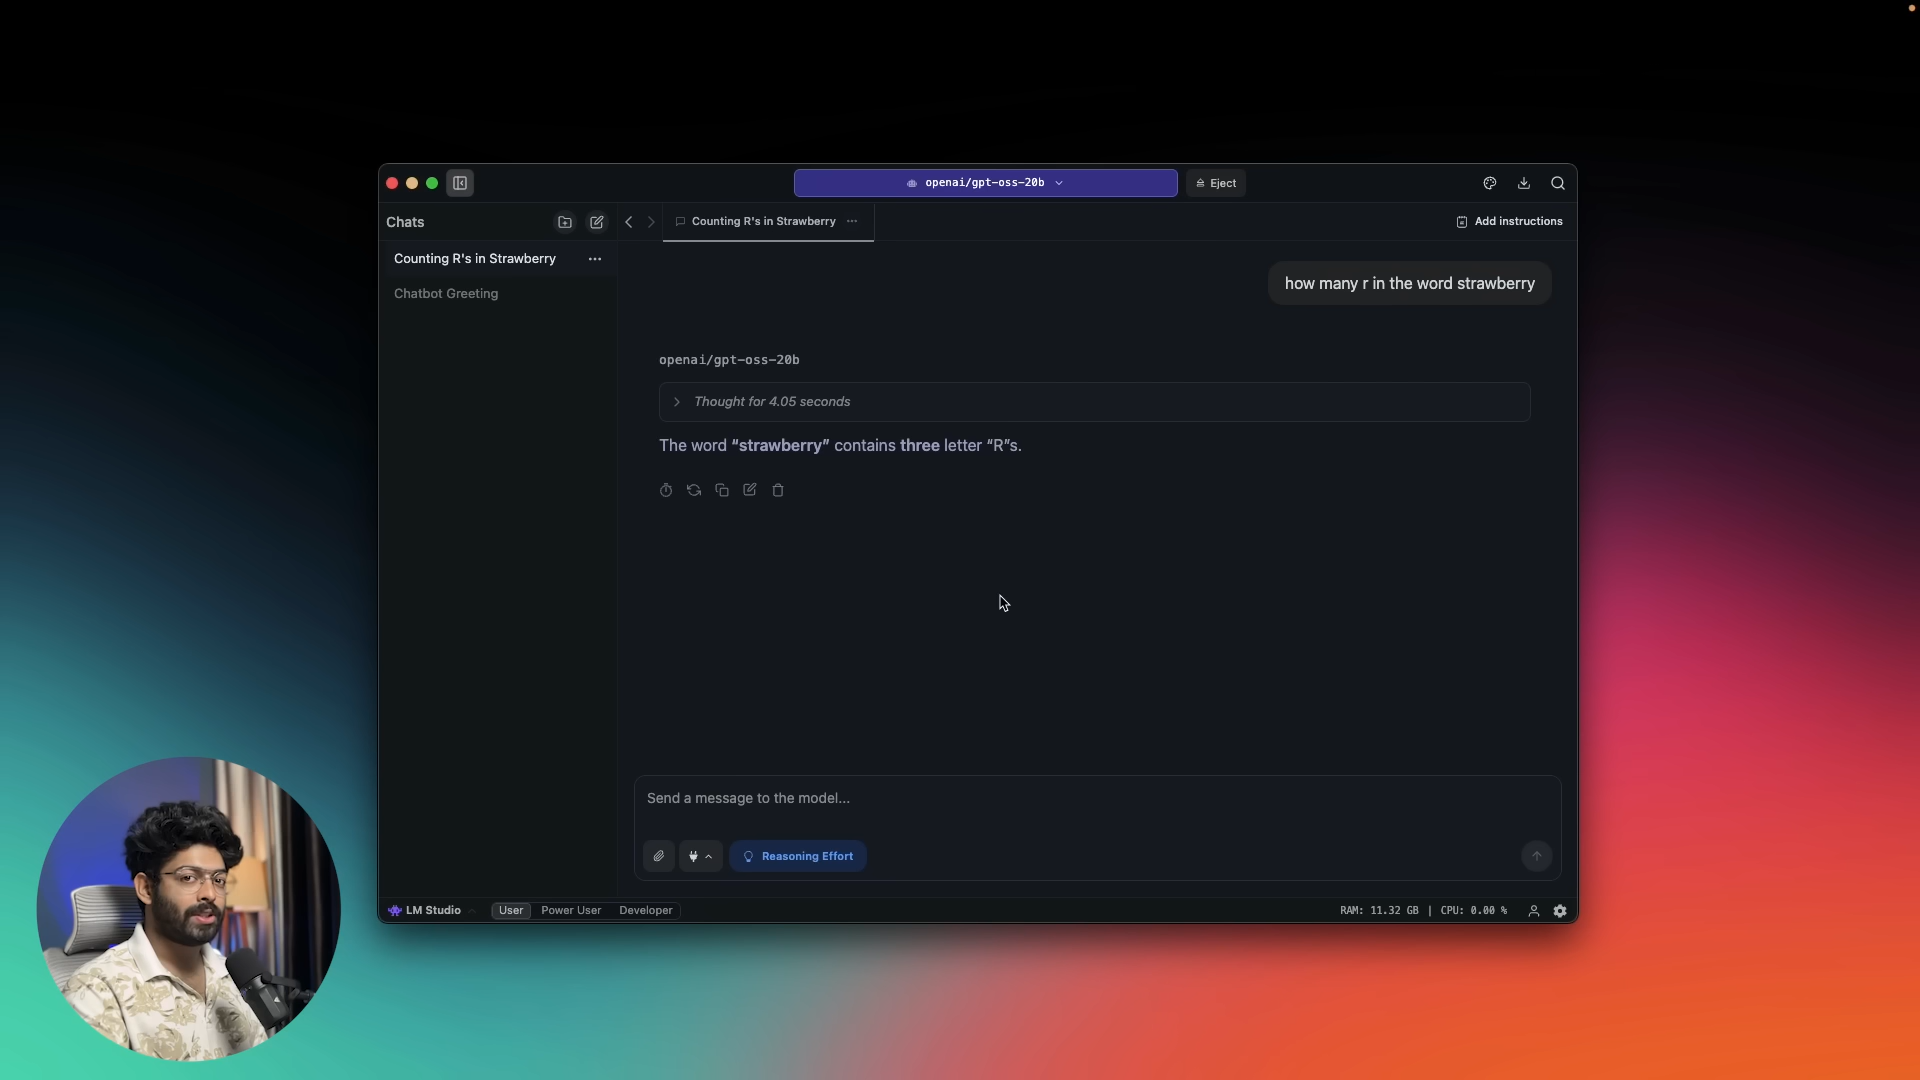 openai/gpt-oss-20b
Eject
Chats
Counting R's in Strawberry
Add instructions
Counting R's in Strawberry
Chatbot Greeting
how many r in the word strawberry
openai/gpt-oss-20b
Thought for 4.05 seconds
The word “strawberry” contains three letter “R”s.
Send a message to the model...
Reasoning Effort
LM Studio
User
Power User
Developer
RAM: 11.32 GB | CPU: 0.00 %